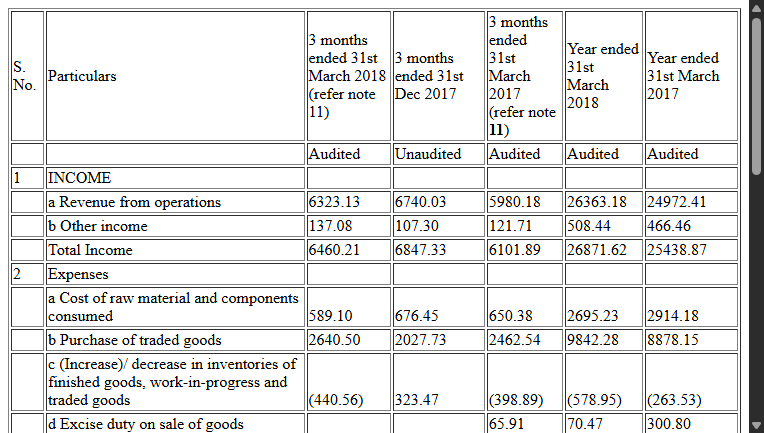 S. No. Particulars 3 months ended 31st March 2018 (refer note 11) 3 months ended 31st Dec 2017 3 months ended 31st March 2017 (refer note 11) Year ended 31st March 2018 Year ended 31st March 2017
Audited Unaudited Audited Audited Audited
1 INCOME
a Revenue from operations 6323.13 6740.03 5980.18 26363.18 24972.41
b Other income 137.08 107.30 121.71 508.44 466.46
Total Income 6460.21 6847.33 6101.89 26871.62 25438.87
2 Expenses
a Cost of raw material and components consumed 589.10 676.45 650.38 2695.23 2914.18
b Purchase of traded goods 2640.50 2027.73 2462.54 9842.28 8878.15
c (Increase)/ decrease in inventories of finished goods, work-in-progress and traded goods (440.56) 323.47 (398.89) (578.95) (263.53)
d Excise duty on sale of goods 65.91 70.47 300.80